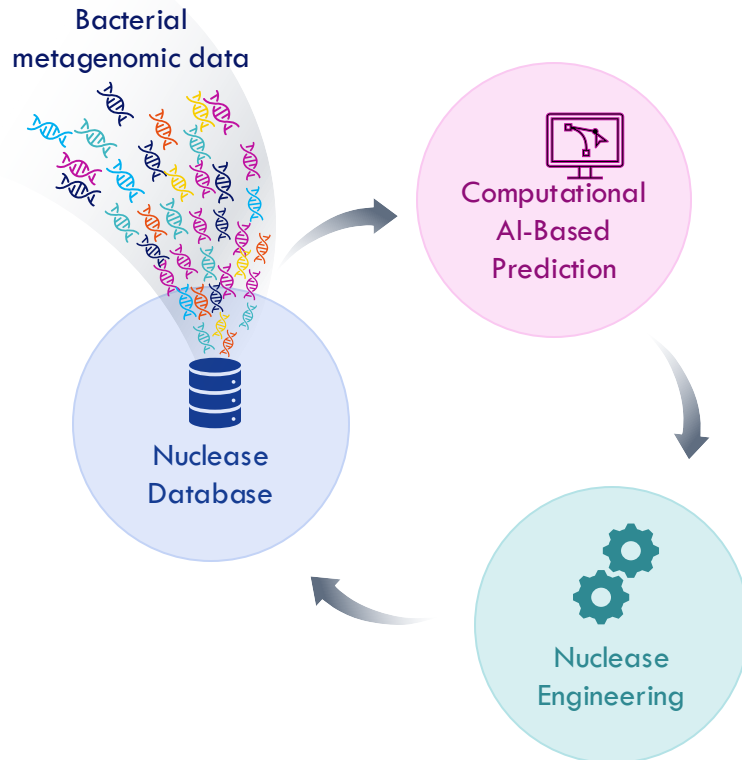 Bacterial
metagenomic data
Computational
AI-Based
Prediction
Nuclease
Database
Nuclease
Engineering